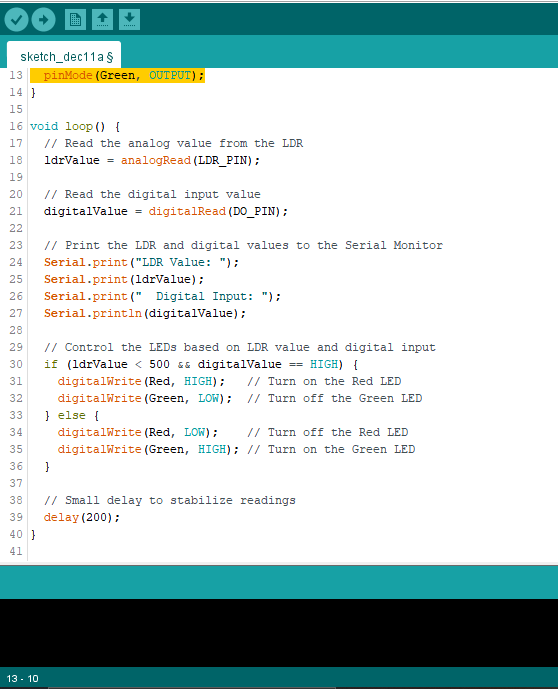 sketch_dec11a §
13 pinMode(Green, OUTPUT);
14 }
15
16 void loop() {
17 // Read the analog value from the LDR
18 ldrValue = analogRead(LDR_PIN);
19
20 // Read the digital input value
21 digitalValue = digitalRead(DO_PIN);
22
23 // Print the LDR and digital values to the Serial Monitor
24 Serial.print("LDR Value: ");
25 Serial.print(ldrValue);
26 Serial.print("  Digital Input: ");
27 Serial.println(digitalValue);
28
29 // Control the LEDs based on LDR value and digital input
30 if (ldrValue < 500 && digitalValue == HIGH) {
31 digitalWrite(Red, HIGH);   // Turn on the Red LED
32 digitalWrite(Green, LOW);  // Turn off the Green LED
33 } else {
34 digitalWrite(Red, LOW);    // Turn off the Red LED
35 digitalWrite(Green, HIGH); // Turn on the Green LED
36 }
37
38 // Small delay to stabilize readings
39 delay(200);
40 }
41
13 - 10